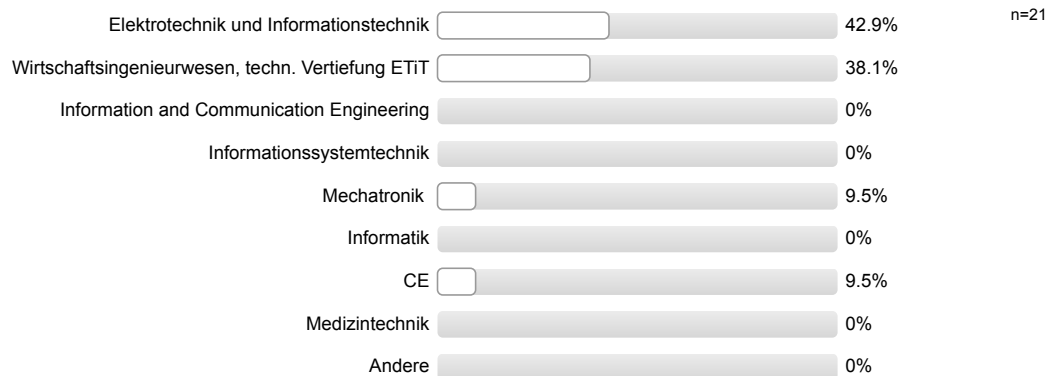 Elektrotechnik und Informationstechnik 42.9% n=21
Wirtschaftsingenieurwesen, techn. Vertiefung ETiT 38.1%
Information and Communication Engineering 0%
Informationssystemtechnik 0%
Mechatronik 9.5%
Informatik 0%
CE 9.5%
Medizintechnik 0%
Andere 0%